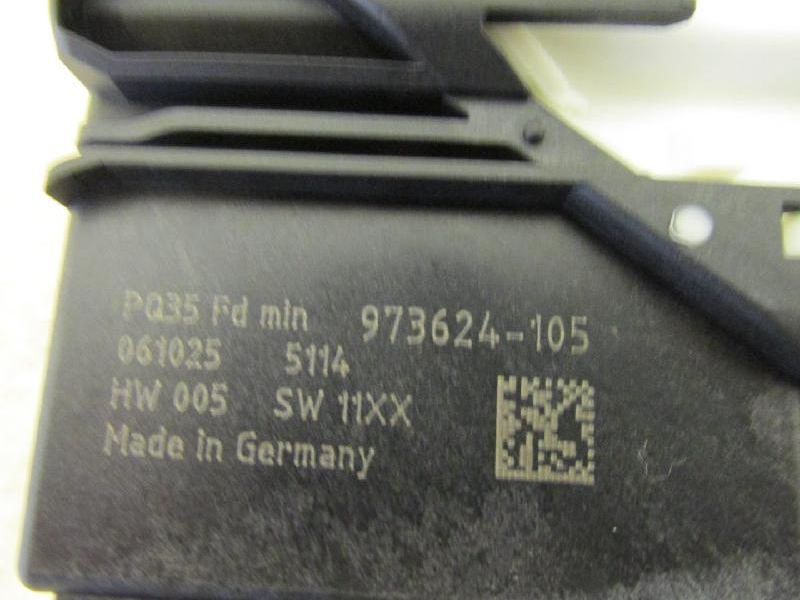 PQ35 Fd min 973624-105
061025 5114
HW 005 SW 11XX
Made in Germany